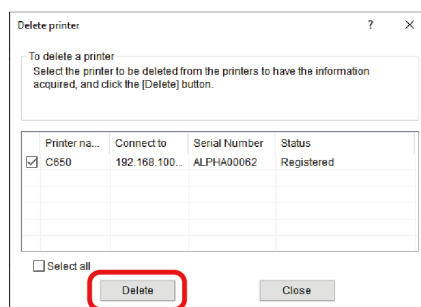 Delete printer ? ×
To delete a printer
Select the printer to be deleted from the printers to have the information
acquired, and click the [Delete] button.
Printer na... Connect to Serial Number Status
C650 192.168.100... ALPHA00062 Registered
Select all
Delete Close